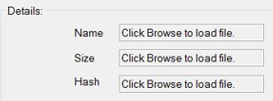 Details:
Name Click Browse to load file.
Size Click Browse to load file.
Hash Click Browse to load file.